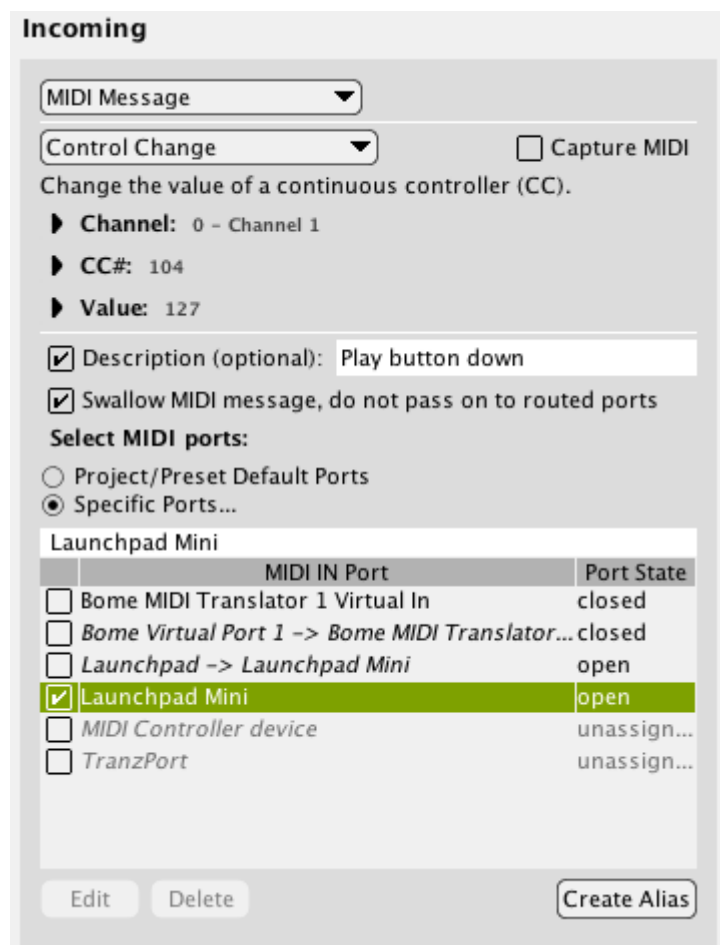 Incoming
MIDI Message
Control Change
Capture MIDI
Change the value of a continuous controller (CC).
Channel: 0 – Channel 1
CC#: 104
Value: 127
Description (optional): Play button down
Swallow MIDI message, do not pass on to routed ports
Select MIDI ports:
Project/Preset Default Ports
Specific Ports...
Launchpad Mini
MIDI IN Port Port State
Bome MIDI Translator 1 Virtual In closed
Bome Virtual Port 1 -> Bome MIDI Translator... closed
Launchpad -> Launchpad Mini open
Launchpad Mini open
MIDI Controller device unassign...
TranzPort unassign...
Edit Delete Create Alias